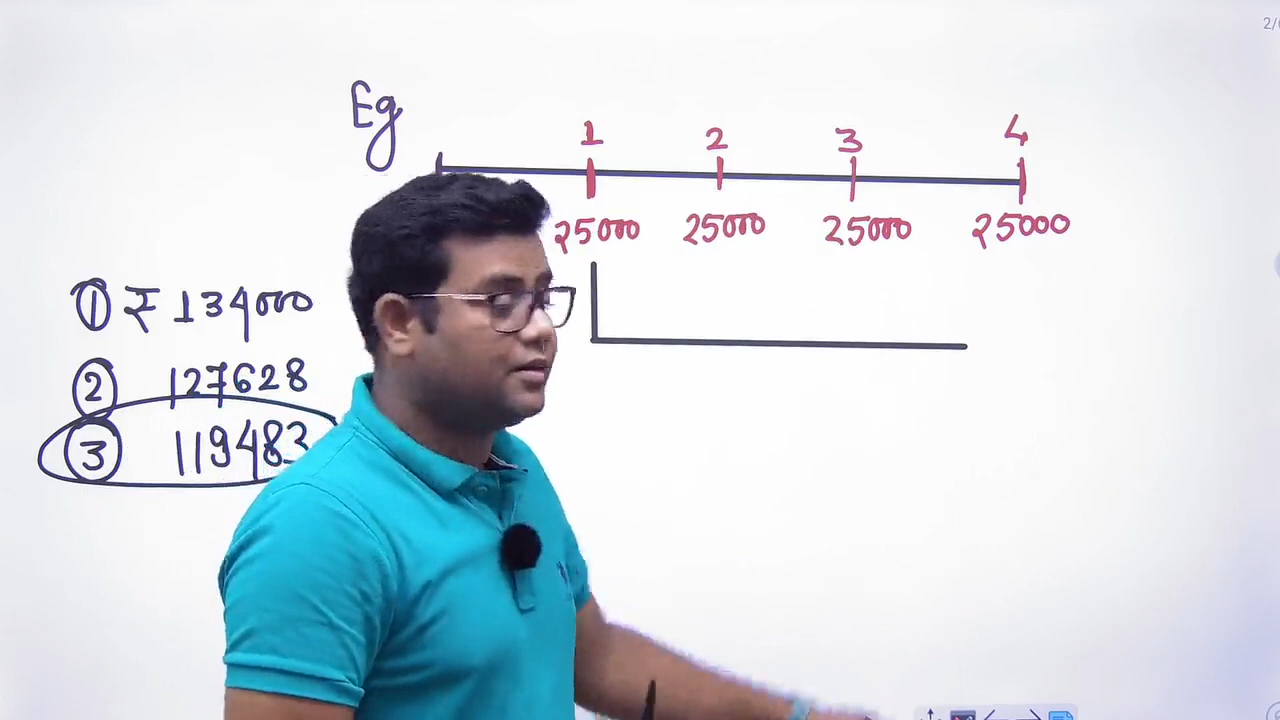 Eg
1 2 3 4
25000 25000 25000 25000
① ₹ 134000
② 127628
③ 119483